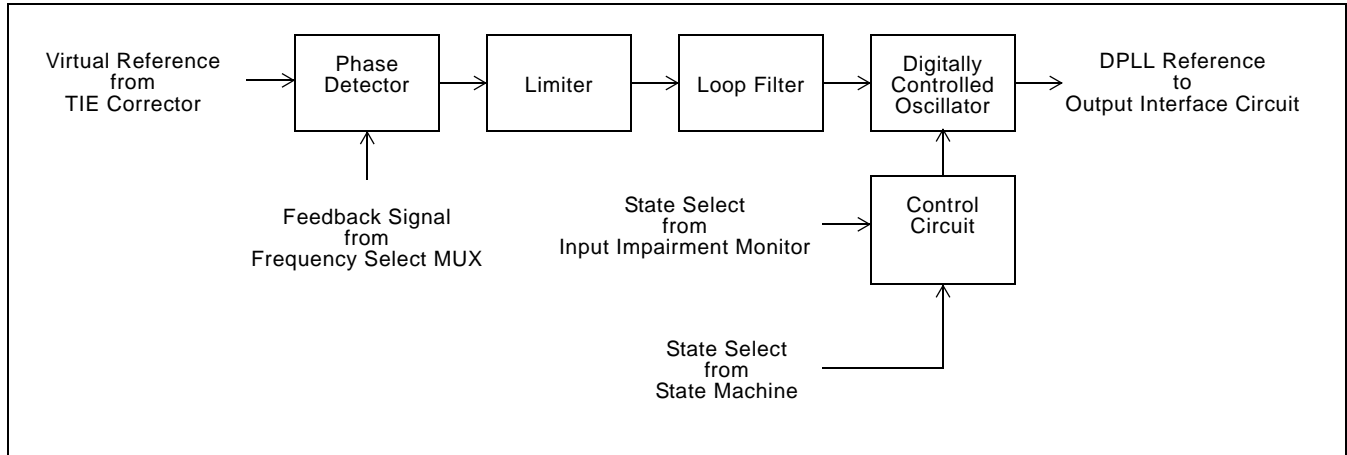 Virtual Reference
from
TIE Corrector
Phase
Detector
Limiter
Loop Filter
Digitally
Controlled
Oscillator
DPLL Reference
to
Output Interface Circuit
Feedback Signal
from
Frequency Select MUX
State Select
from
Input Impairment Monitor
Control
Circuit
State Select
from
State Machine